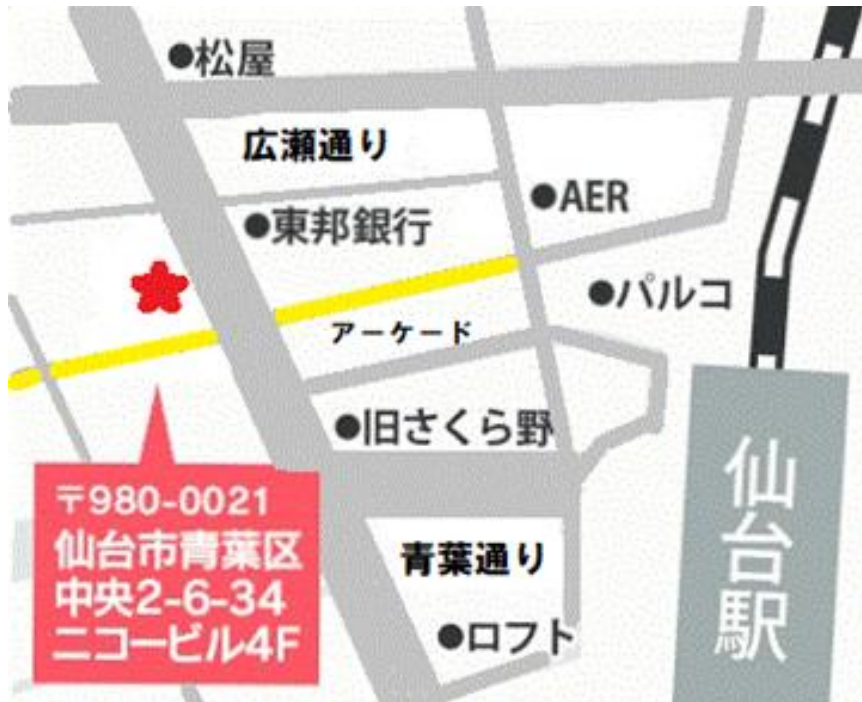 ●松屋
広瀬通り
●AER
●東邦銀行
●パルコ
アーケード
●旧さくら野
仙台駅
〒980-0021
仙台市青葉区
中央2-6-34
二コービル4F
青葉通り
●ロフト